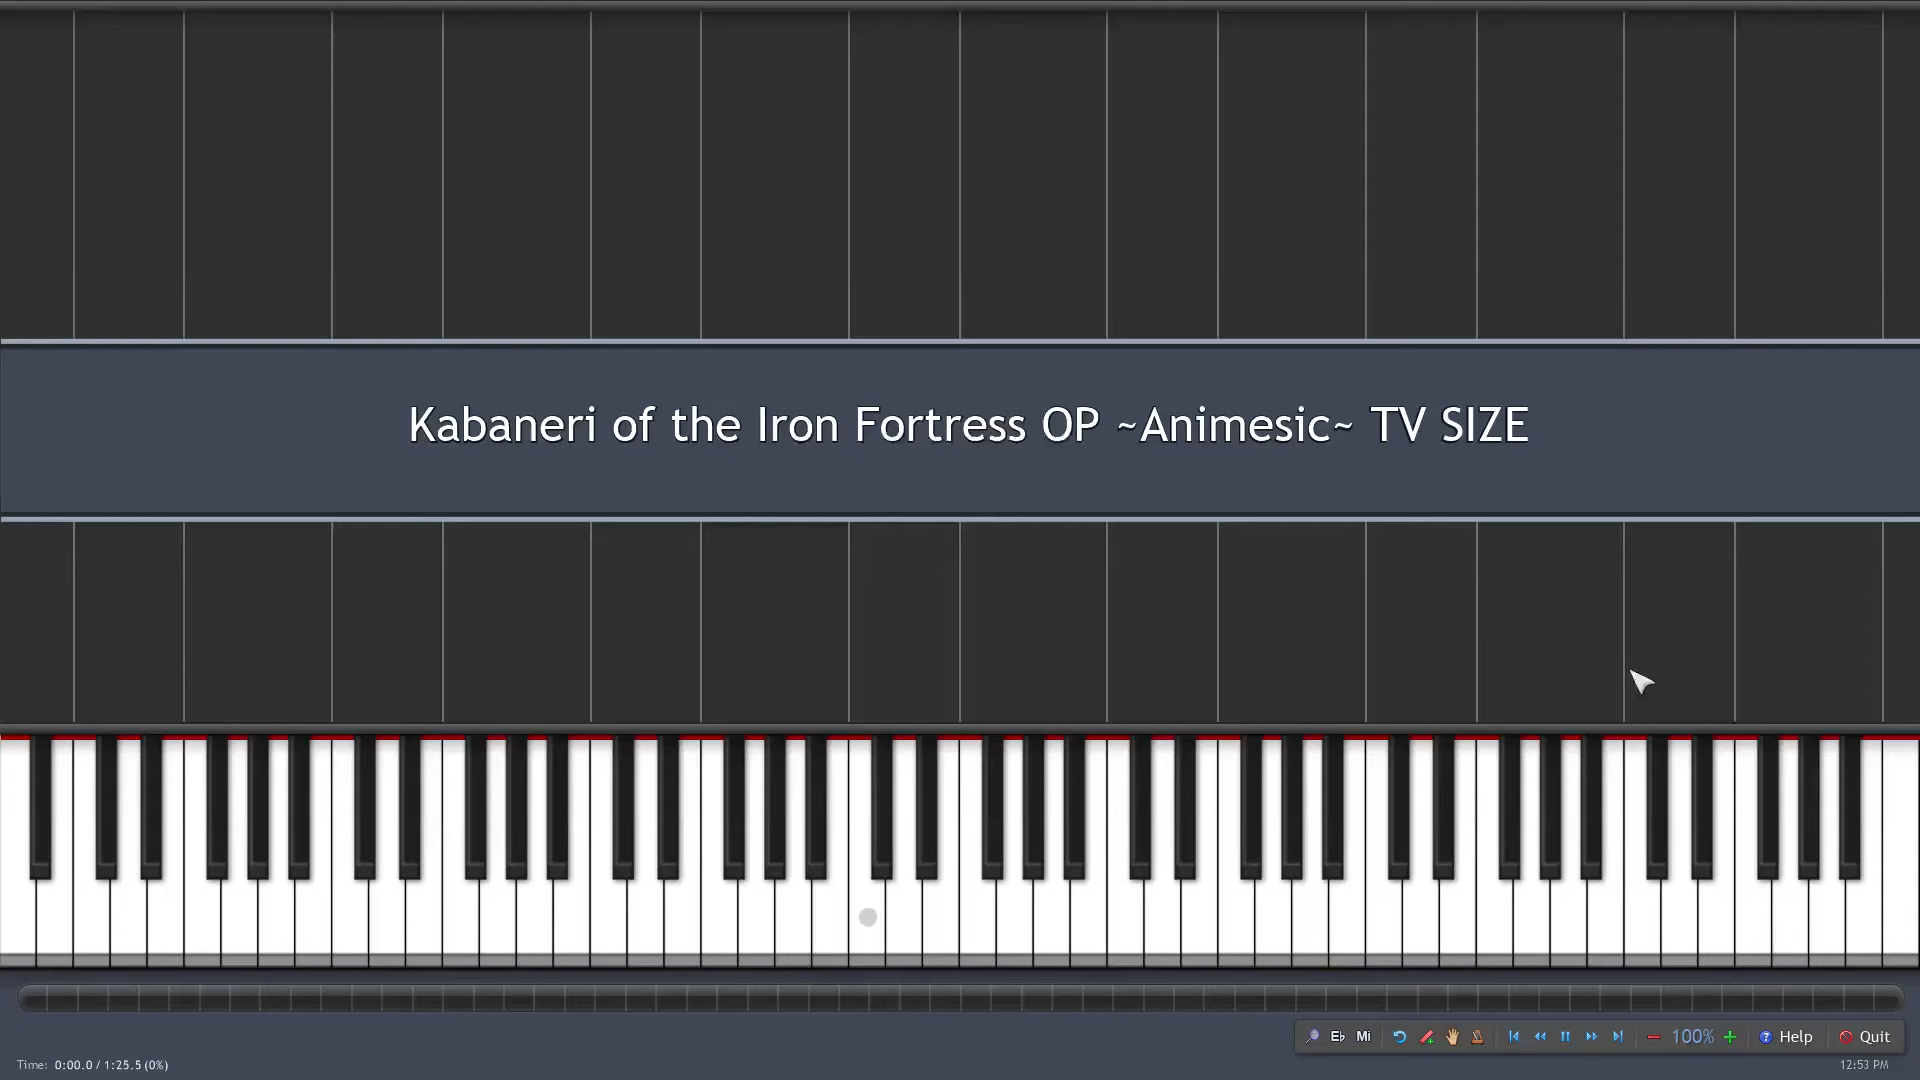 Kabaneri of the Iron Fortress OP ~Animesic~ TV SIZE
Eb Mi 100% Help Quit
Time: 0:00.0 / 1:25.5 (0%)
12:53 PM